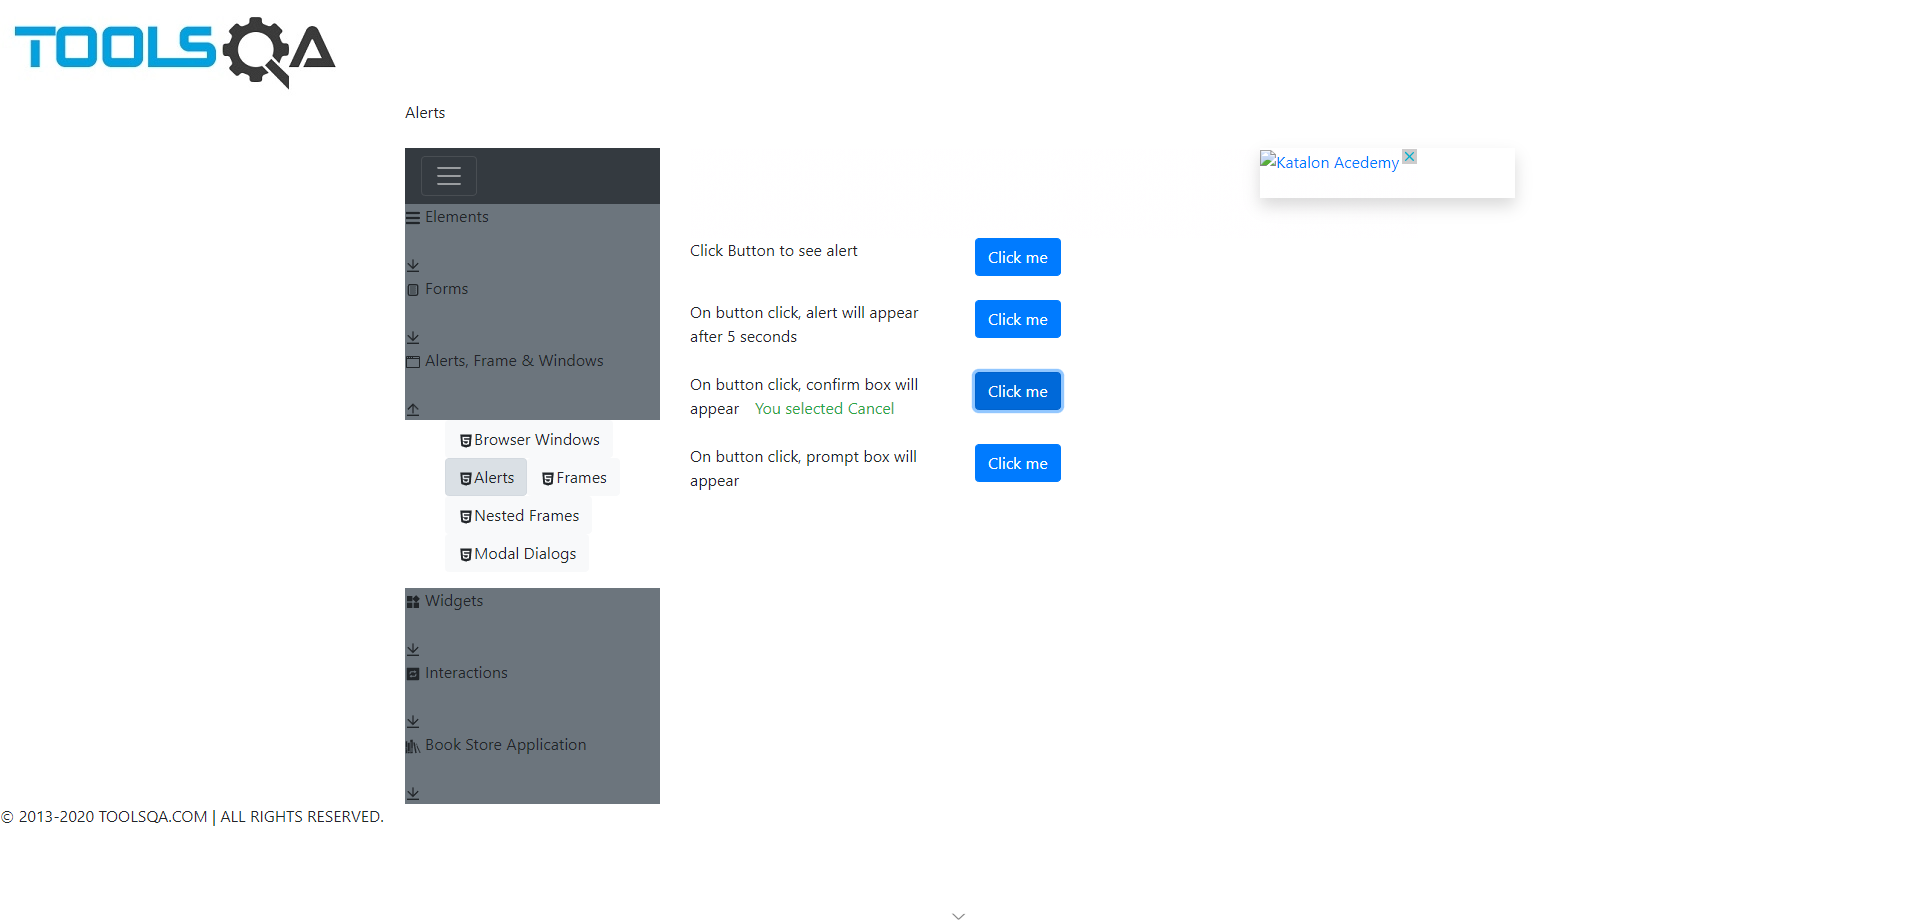 TOOLSQA
Alerts
Katalon Acedemy
Elements
Forms
Alerts, Frame & Windows
Browser Windows
Alerts
Frames
Nested Frames
Modal Dialogs
Widgets
Interactions
Book Store Application
Click Button to see alert
Click me
On button click, alert will appear
after 5 seconds
Click me
On button click, confirm box will
appear You selected Cancel
Click me
On button click, prompt box will
appear
Click me
© 2013-2020 TOOLSQA.COM | ALL RIGHTS RESERVED.